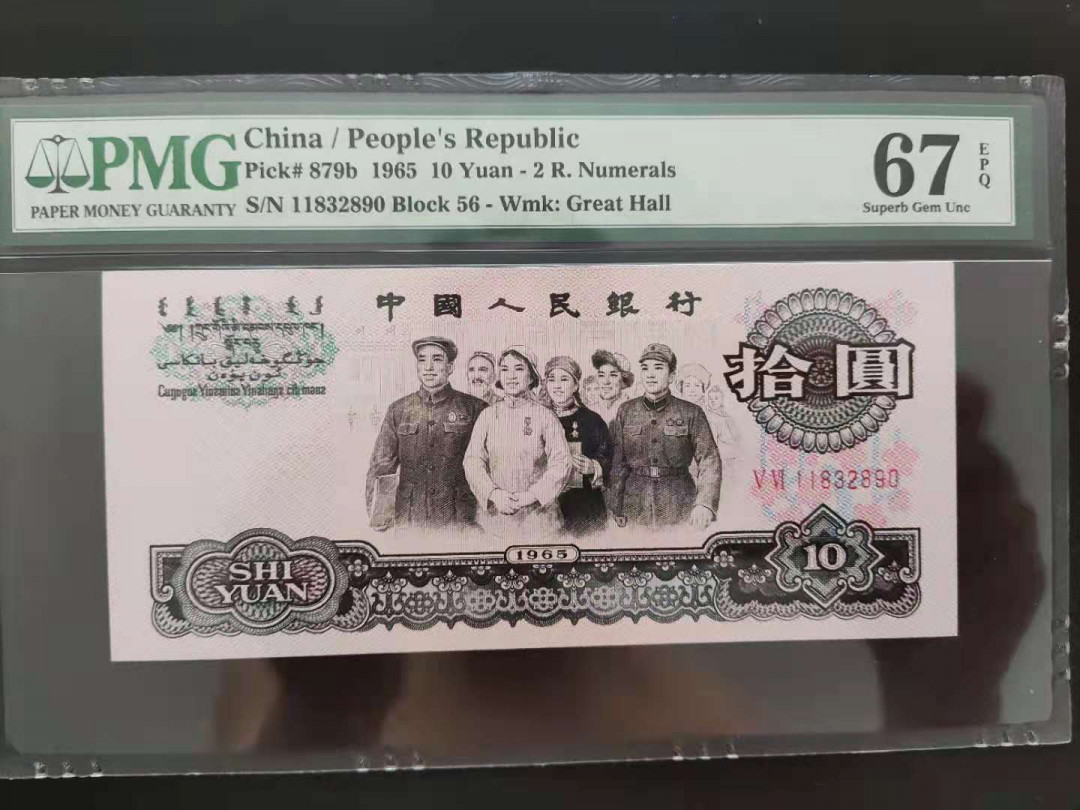 PMG
PAPER MONEY GUARANTY
China / People's Republic
Pick# 879b 1965 10 Yuan - 2 R. Numerals
S/N 11832890 Block 56 - Wmk: Great Hall
67
EPQ
Superb Gem Unc
中國人民銀行
拾圓
V VI 11832890
1965
SHI
YUAN
10